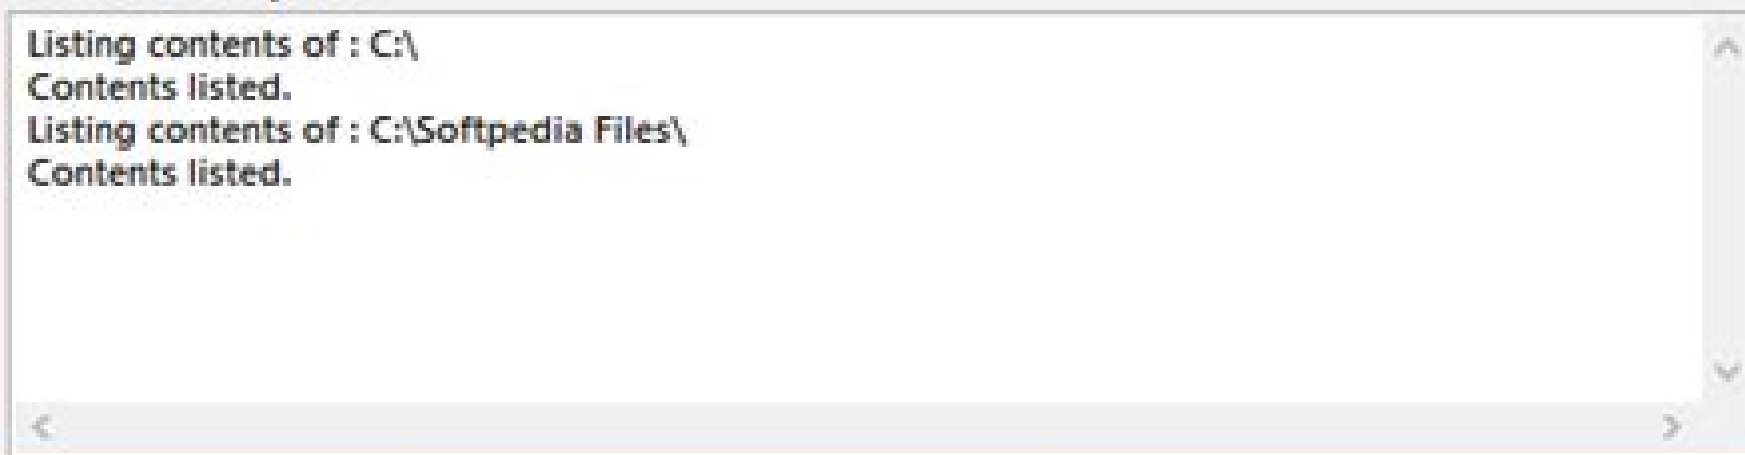 Listing contents of : C:\
Contents listed.
Listing contents of : C:\Softpedia Files\
Contents listed.